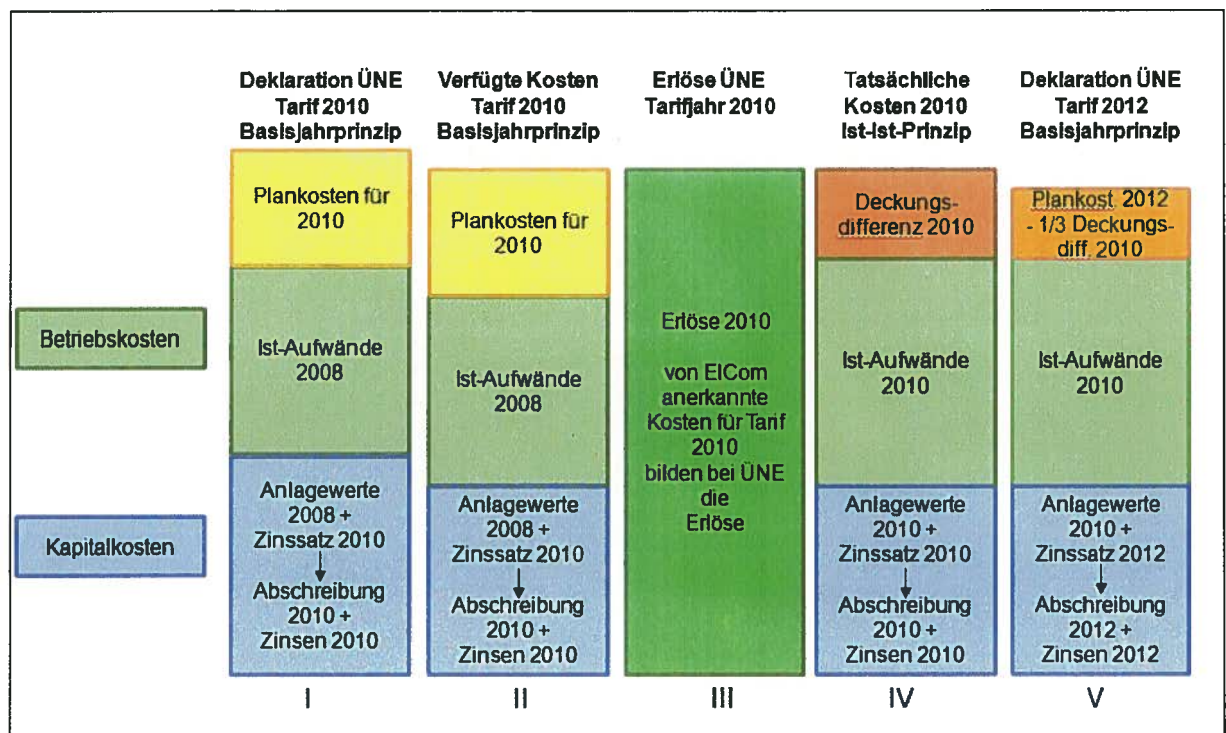 Deklaration ÜNE
Tarif 2010
Basisjahrprinzip
Verfügte Kosten
Tarif 2010
Basisjahrprinzip
Erlöse ÜNE
Tarifjahr 2010
Tatsächliche
Kosten 2010
Ist-Ist-Prinzip
Deklaration ÜNE
Tarif 2012
Basisjahrprinzip
Betriebskosten
Kapitalkosten
Plankosten für
2010
Ist-Aufwände
2008
Anlagewerte
2008 +
Zinssatz 2010
Abschreibung
2010 +
Zinsen 2010
I
Plankosten für
2010
Ist-Aufwände
2008
Anlagewerte
2008 +
Zinssatz 2010
Abschreibung
2010 +
Zinsen 2010
II
Erlöse 2010
von ElCom
anerkannte
Kosten für Tarif
2010
bilden bei ÜNE
die
Erlöse
III
Deckungs-
differenz 2010
Ist-Aufwände
2010
Anlagewerte
2010 +
Zinssatz 2010
Abschreibung
2010 +
Zinsen 2010
IV
Plankost. 2012
- 1/3 Deckungs-
diff. 2010
Ist-Aufwände
2010
Anlagewerte
2010 +
Zinssatz 2012
Abschreibung
2012 +
Zinsen 2012
V